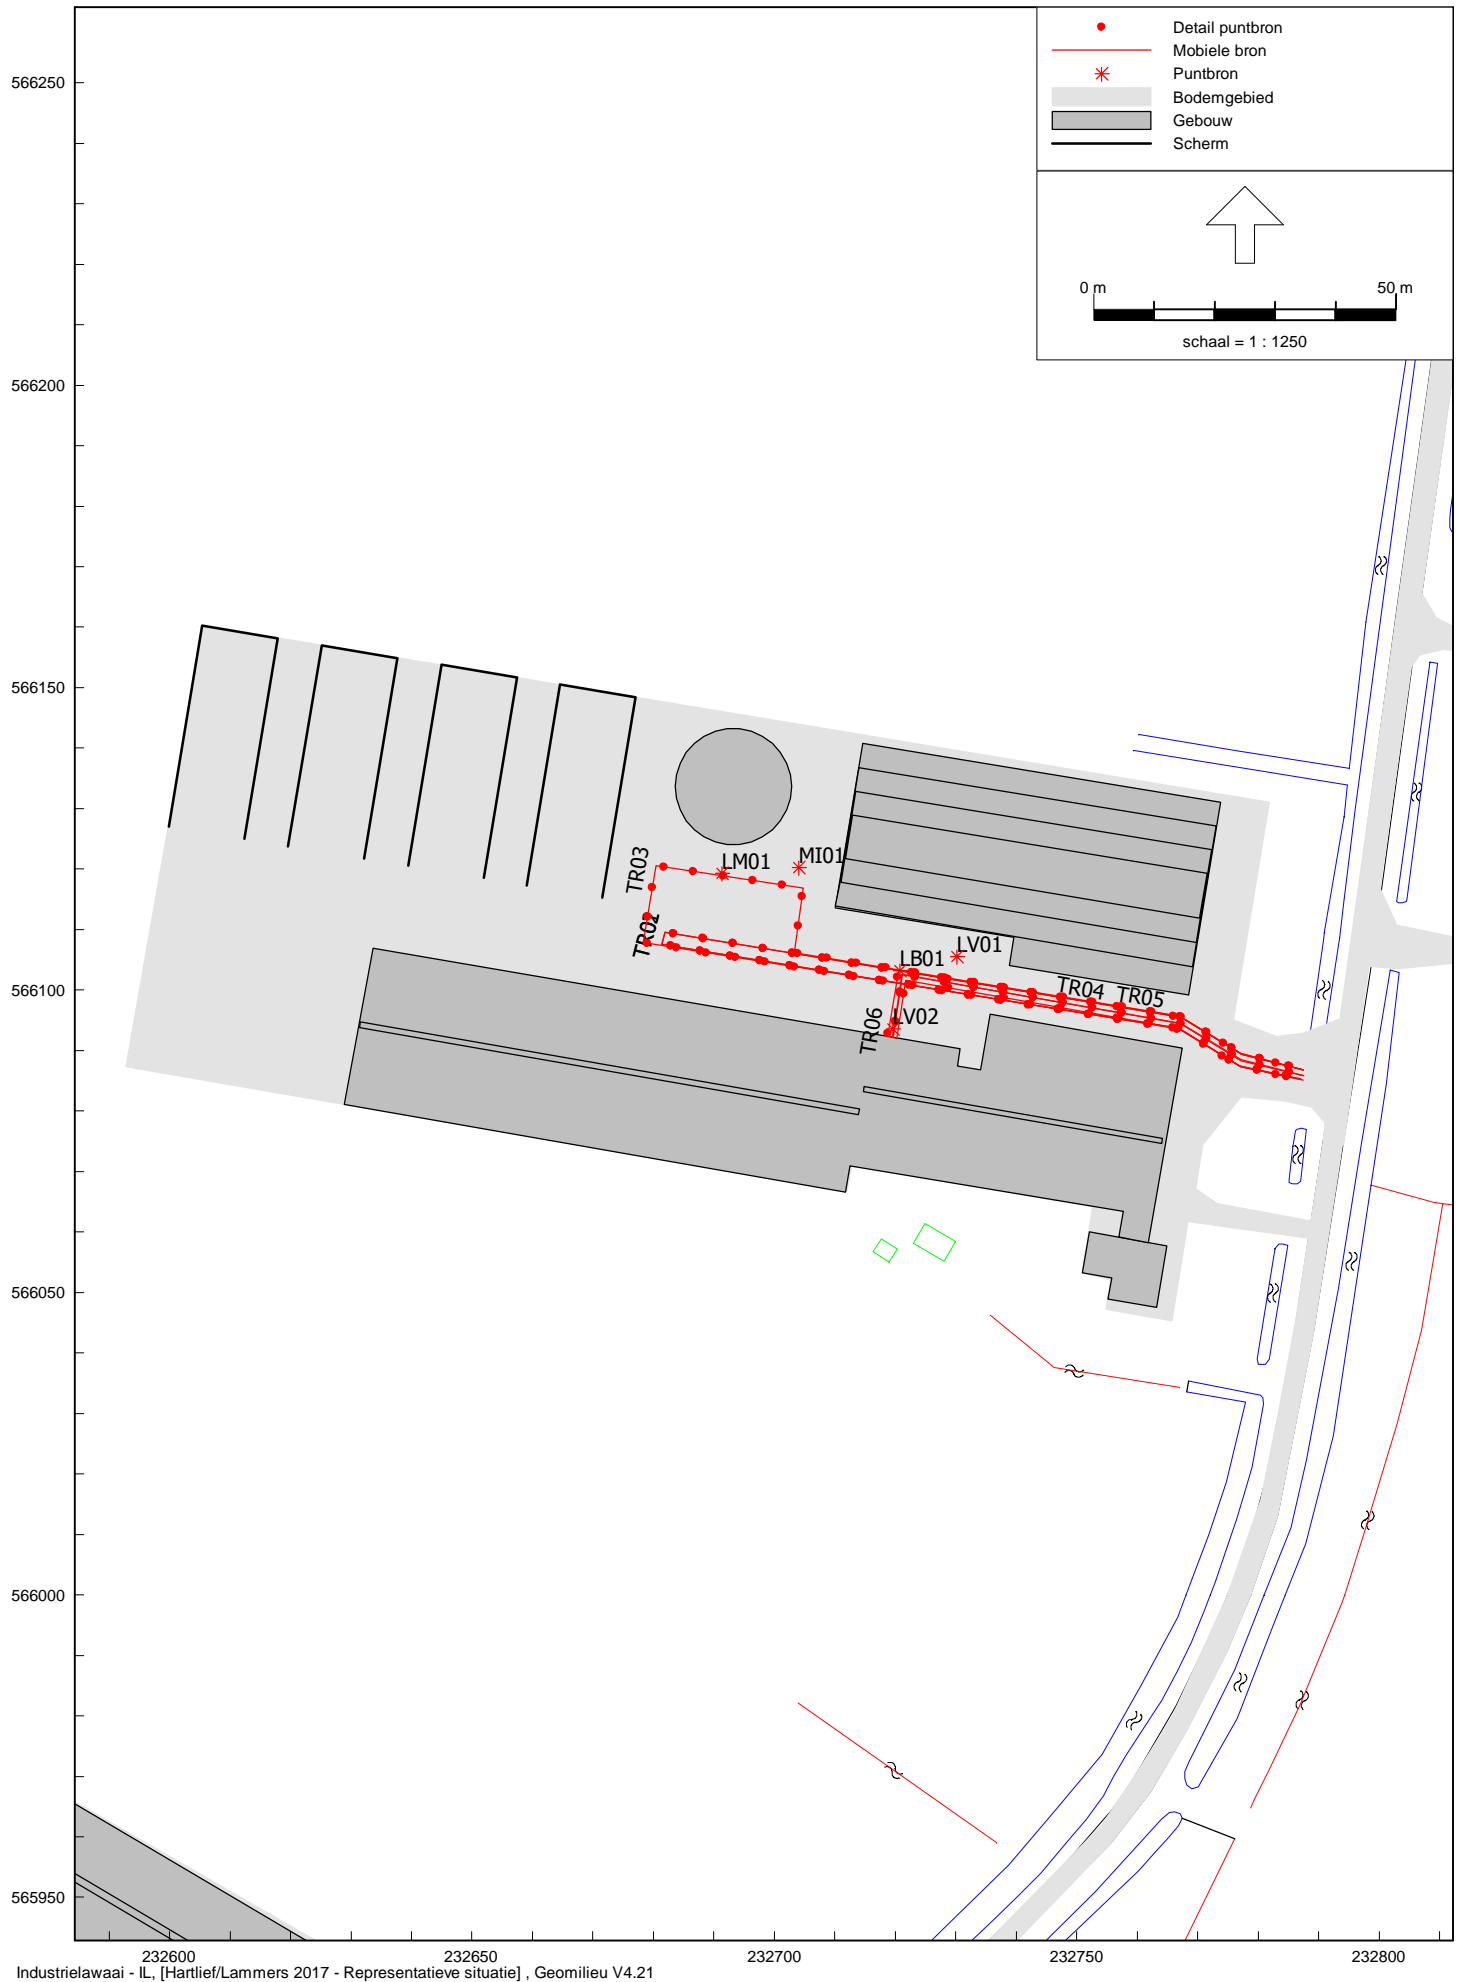 Detail puntbron
Mobiele bron
Puntbron
Bodemgebied
Gebouw
Scherm
0 m
50 m
schaal = 1 : 1250
566250
566200
566150
566100
566050
566000
565950
TR03
LM01
MI01
LB01
LV01
TR04
TR05
TR06
LV02
232600
232650
232700
232750
232800
Industrielawaai - IL, [Hartlief/Lammers 2017 - Representatieve situatie] , Geomilieu V4.21